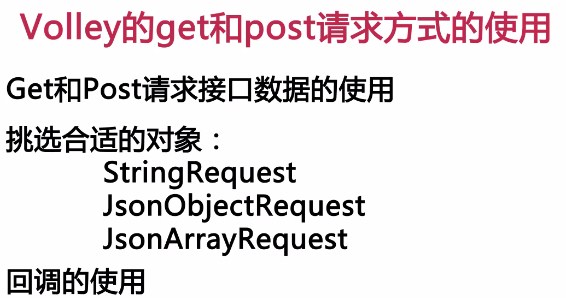 Volley的get和post请求方式的使用
Get和Post请求接口数据的使用
挑选合适的对象：
StringRequest
JsonObjectRequest
JsonArrayRequest
回调的使用